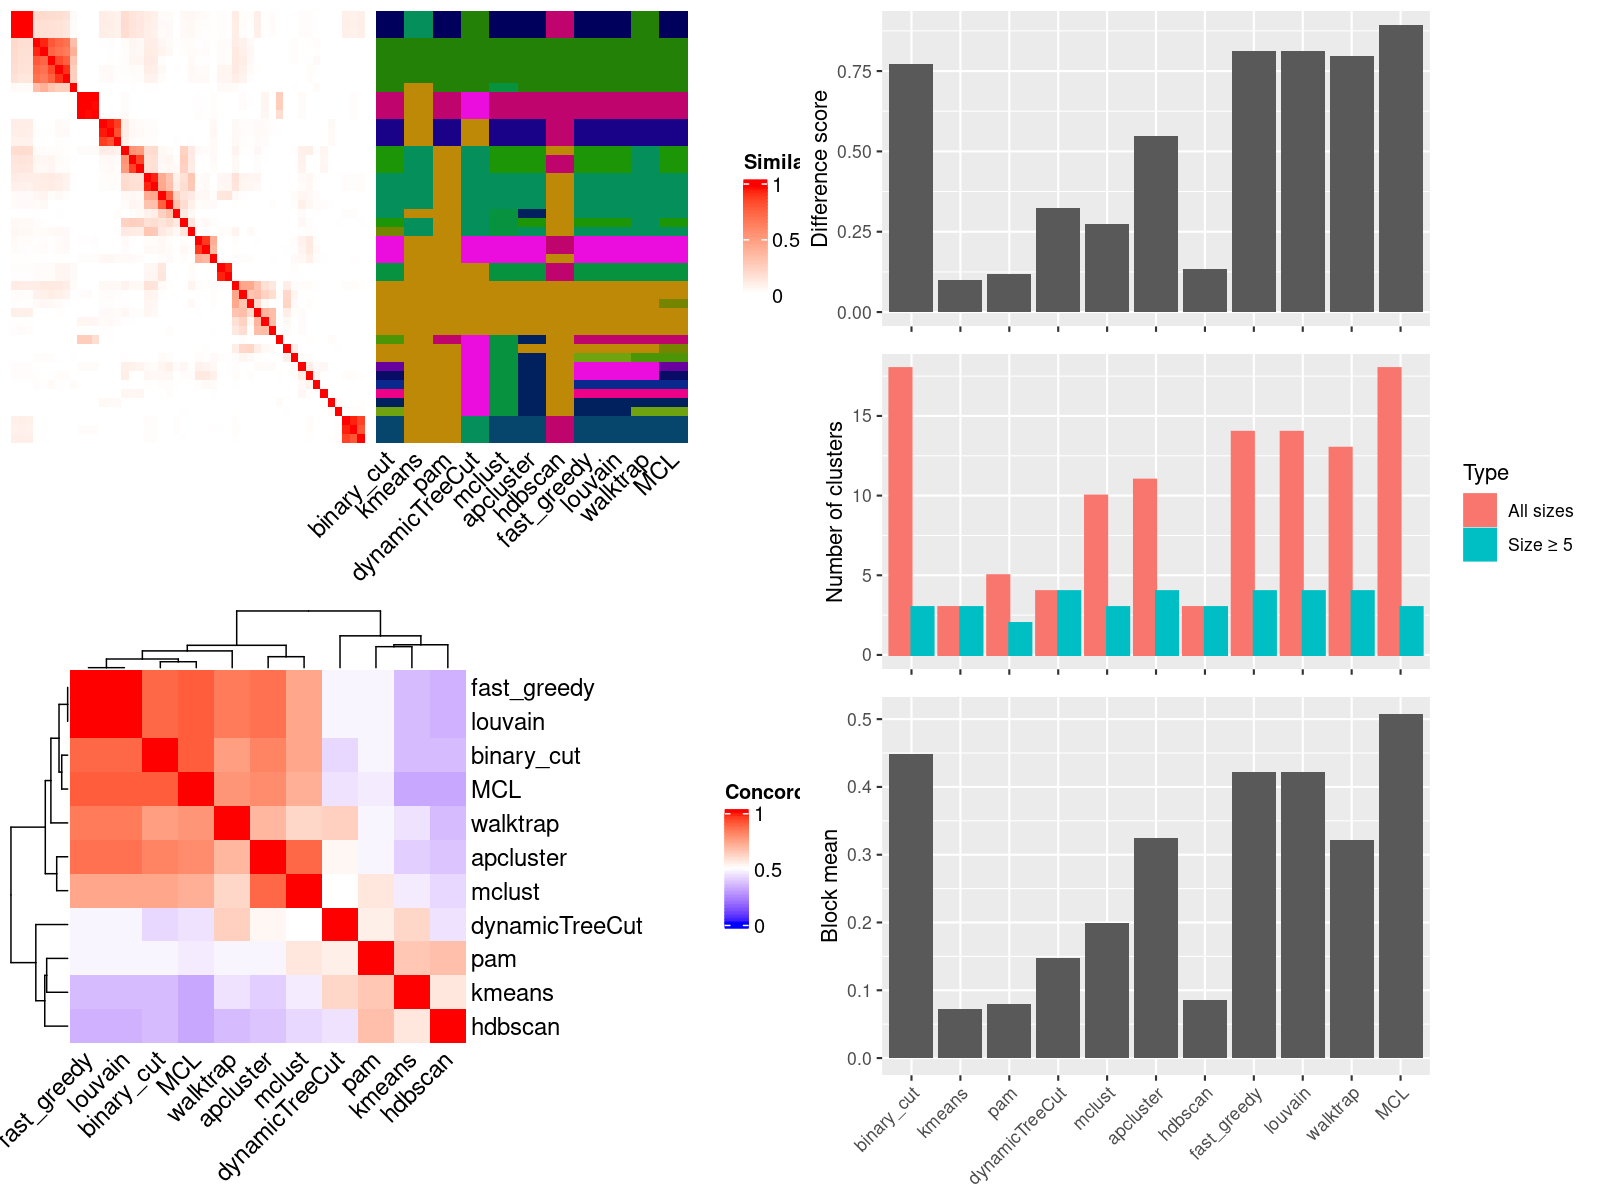 Simila
1
0.5
0
binary_cut
kmeans
pam
dynamicTreeCut
mclust
apcluster
hdbscan
fast_greedy
louvain
walktrap
MCL
fast_greedy
louvain
binary_cut
MCL
walktrap
apcluster
mclust
dynamicTreeCut
pam
kmeans
hdbscan
Concord
1
0.5
0
fast_greedy
louvain
binary_cut
MCL
walktrap
apcluster
mclust
dynamicTreeCut
pam
kmeans
hdbscan
Difference score
0.75
0.50
0.25
0.00
Number of clusters
15
10
5
0
Type
All sizes
Size ≥ 5
Block mean
0.5
0.4
0.3
0.2
0.1
0.0
binary_cut
kmeans
pam
dynamicTreeCut
mclust
apcluster
hdbscan
fast_greedy
louvain
walktrap
MCL